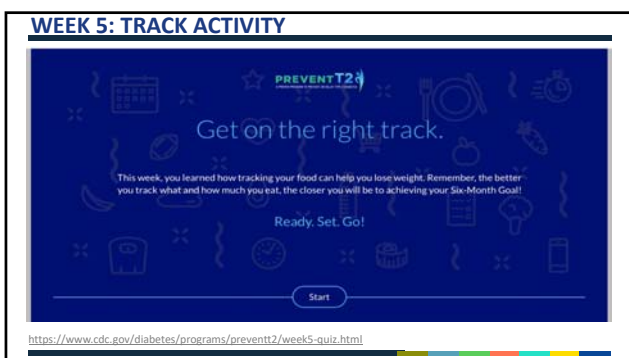 WEEK 5: TRACK ACTIVITY
PREVENTT2
Get on the right track.
This week, you learned how tracking your food can help you lose weight. Remember, the better
you track what and how much you eat, the closer you will be to achieving your Six-Month Goal!
Ready. Set. Go!
Start
https://www.cdc.gov/diabetes/programs/preventt2/week5-quiz.html